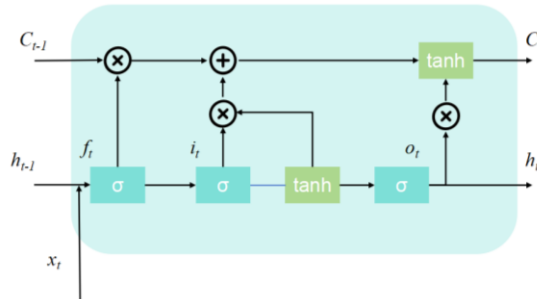 C_{t-1}
tanh
C
f_t
i_t
o_t
h_{t-1}
σ
σ
tanh
σ
h
x_t